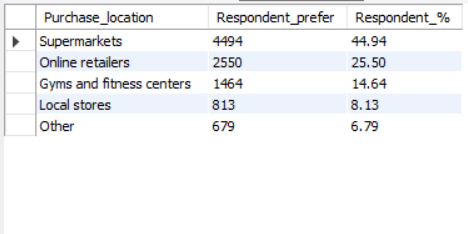 Purchase_location Respondent_prefer Respondent_%
Supermarkets 4494 44.94
Online retailers 2550 25.50
Gyms and fitness centers 1464 14.64
Local stores 813 8.13
Other 679 6.79